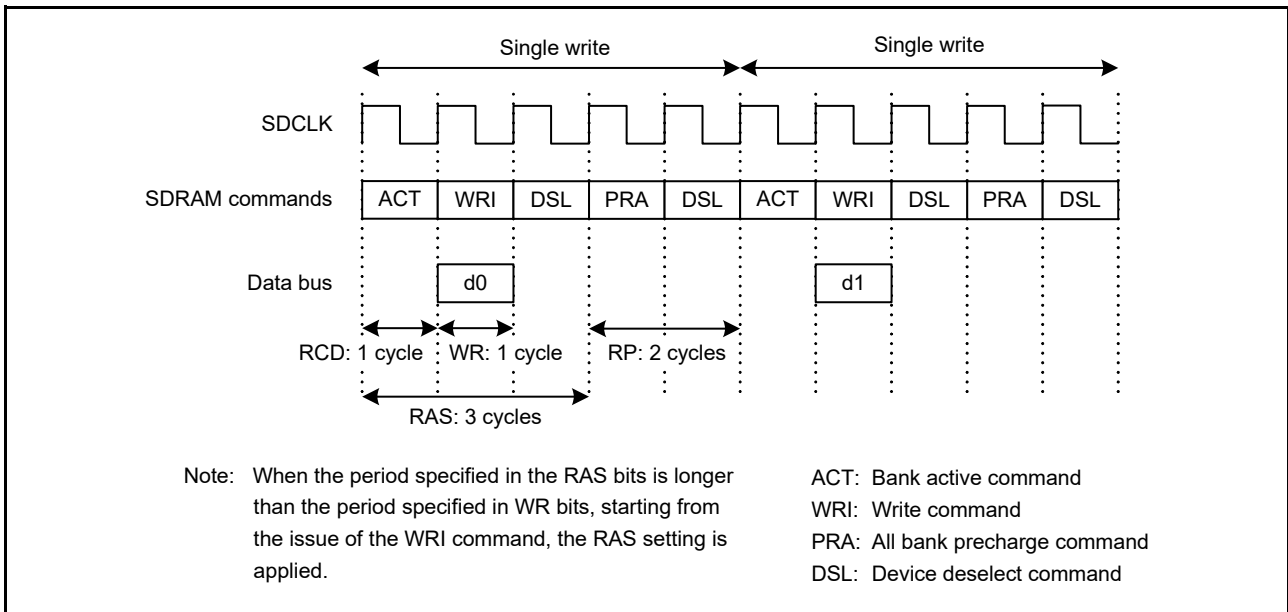 Single write Single write
SDCLK
SDRAM commands ACT WRI DSL PRA DSL ACT WRI DSL PRA DSL
Data bus d0 d1
RCD: 1 cycle WR: 1 cycle RP: 2 cycles
RAS: 3 cycles
Note: When the period specified in the RAS bits is longer
than the period specified in WR bits, starting from
the issue of the WRI command, the RAS setting is
applied.
ACT: Bank active command
WRI: Write command
PRA: All bank precharge command
DSL: Device deselect command